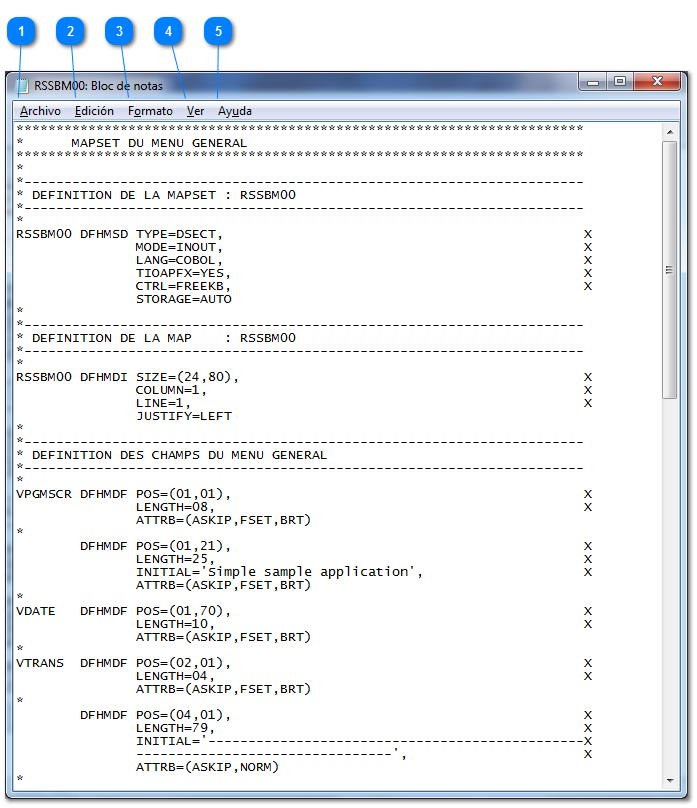 1 2 3 4 5
RSSBM00: Bloc de notas
Archivo Edición Formato Ver Ayuda
***********************************************************************
*      MAPSET DU MENU GENERAL
***********************************************************************
*
*----------------------------------------------------------------------
* DEFINITION DE LA MAPSET : RSSBM00
*----------------------------------------------------------------------
*
RSSBM00 DFHMSD TYPE=DSECT,                                             X
               MODE=INOUT,                                             X
               LANG=COBOL,                                             X
               TIOAPFX=YES,                                            X
               CTRL=FREEKB,                                            X
               STORAGE=AUTO
*
*----------------------------------------------------------------------
* DEFINITION DE LA MAP    : RSSBM00
*----------------------------------------------------------------------
*
RSSBM00 DFHMDI SIZE=(24,80),                                           X
               COLUMN=1,                                               X
               LINE=1,                                                 X
               JUSTIFY=LEFT
*
*----------------------------------------------------------------------
* DEFINITION DES CHAMPS DU MENU GENERAL
*----------------------------------------------------------------------
*
VPGMSCR DFHMDF POS=(01,01),                                            X
               LENGTH=08,                                              X
               ATTRB=(ASKIP,FSET,BRT)
*
        DFHMDF POS=(01,21),                                            X
               LENGTH=25,                                              X
               INITIAL='Simple sample application',                    X
               ATTRB=(ASKIP,FSET,BRT)
*
VDATE   DFHMDF POS=(01,70),                                            X
               LENGTH=10,                                              X
               ATTRB=(ASKIP,FSET,BRT)
*
VTRANS  DFHMDF POS=(02,01),                                            X
               LENGTH=04,                                              X
               ATTRB=(ASKIP,FSET,BRT)
*
        DFHMDF POS=(04,01),                                            X
               LENGTH=79,                                              X
               INITIAL='-----------------------------------------------X
               --------------------------------',                      X
               ATTRB=(ASKIP,NORM)
*